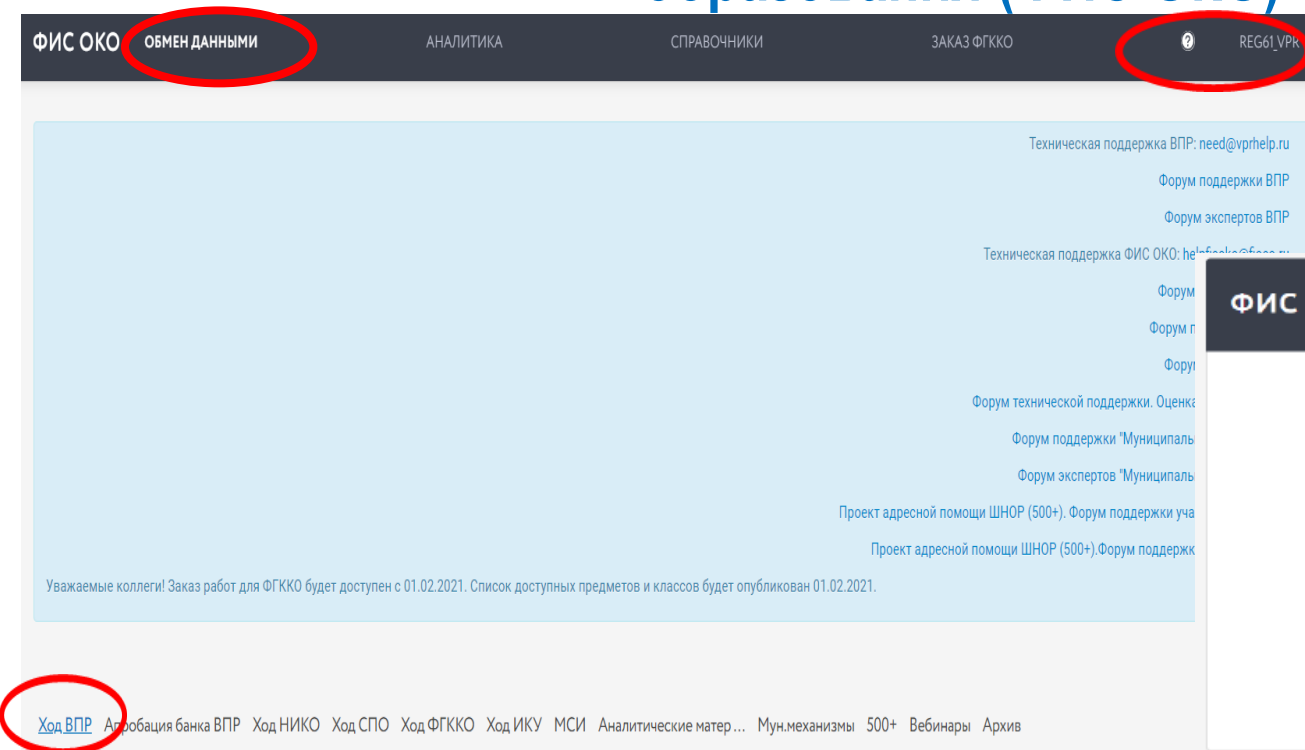 ФИС ОКО ОБМЕН ДАННЫМИ АНАЛИТИКА СПРАВОЧНИКИ ЗАКАЗ ФГККО ? REG61_VPR
Техническая поддержка ВПР: need@vprhelp.ru
Форум поддержки ВПР
Форум экспертов ВПР
Техническая поддержка ФИС ОКО:
Форум
ФИС
Форум
Форум технической поддержки. Оценка
Форум поддержки "Муниципаль
Форум экспертов "Муниципаль
Проект адресной помощи ШНОР (500+). Форум поддержки уча
Проект адресной помощи ШНОР (500+).Форум поддержк
Уважаемые коллеги! Заказ работ для ФГККО будет доступен с 01.02.2021. Список доступных предметов и классов будет опубликован 01.02.2021.
Ход ВПР Апробация банка ВПР Ход НИКО Ход СПО Ход ФГККО Ход ИКУ МСИ Аналитические матер ... Мун.механизмы 500+ Вебинары Архив